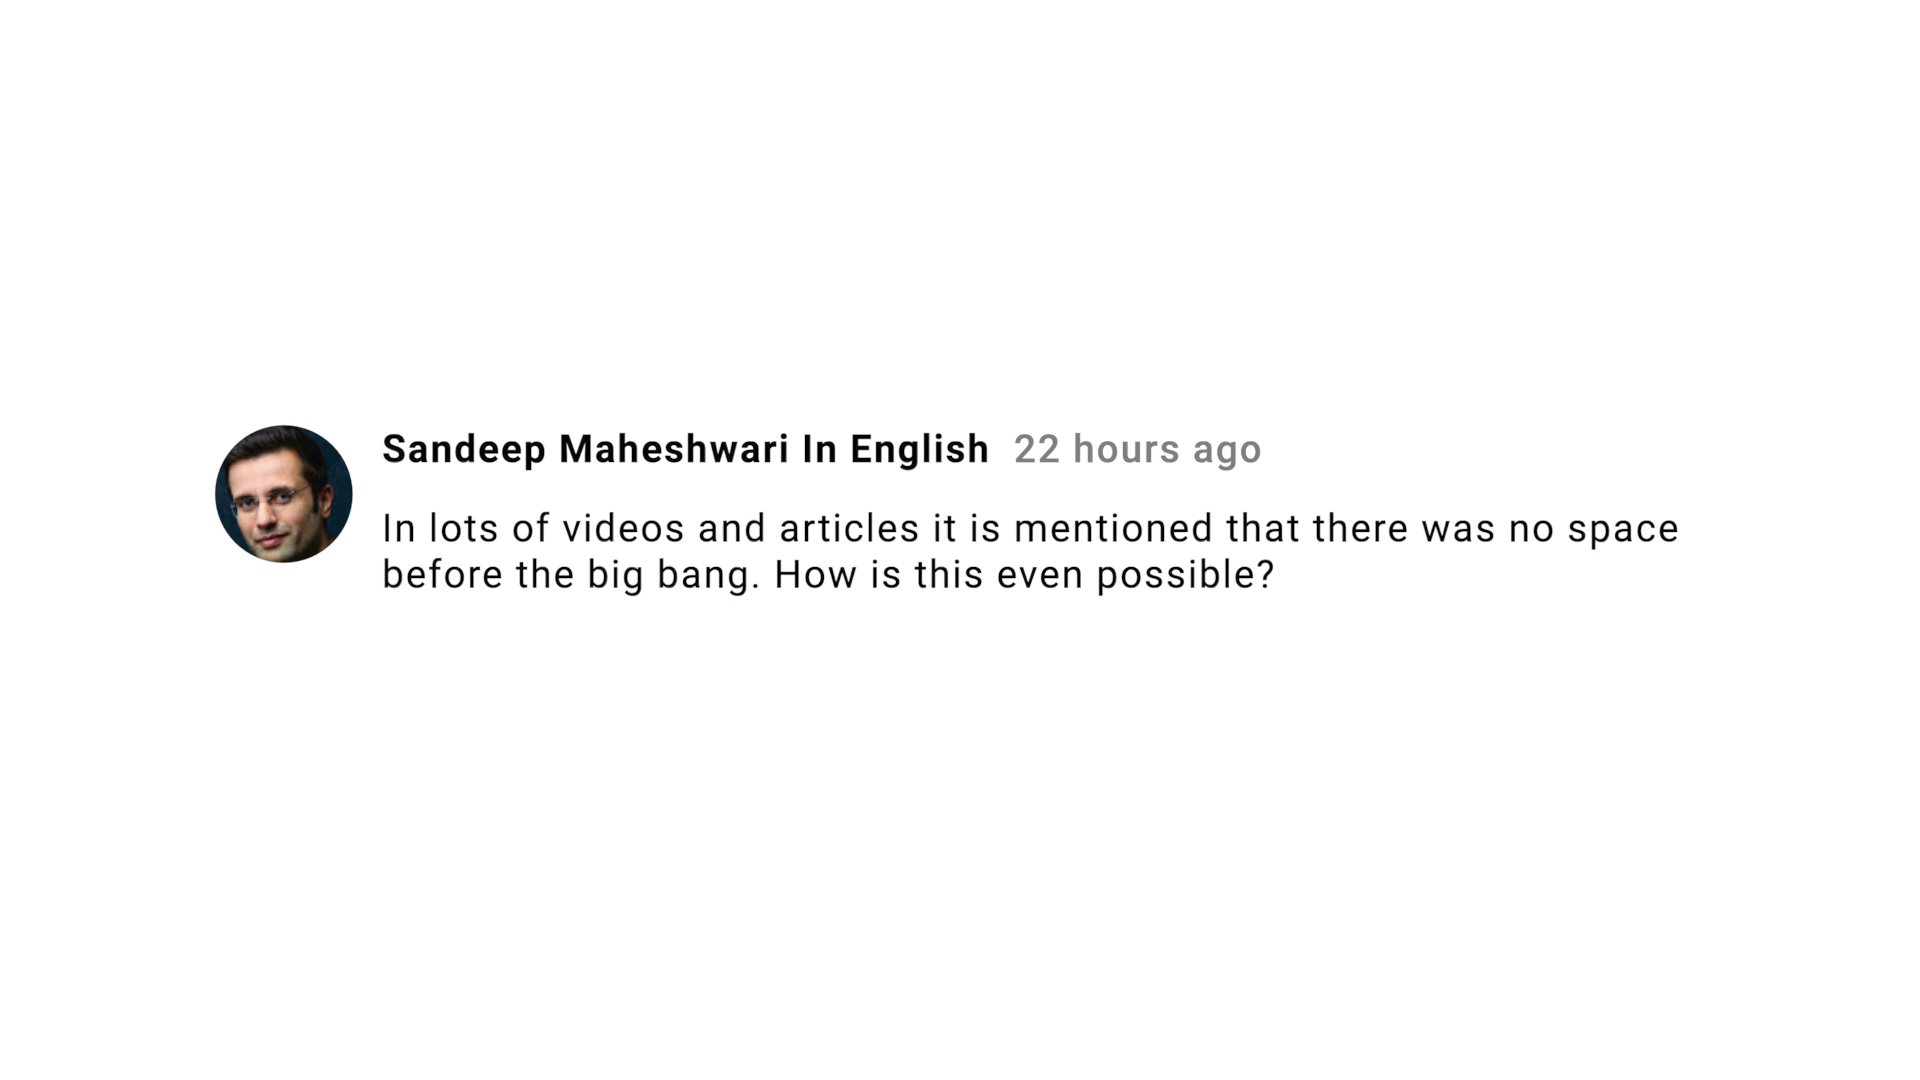 Sandeep Maheshwari In English 22 hours ago
In lots of videos and articles it is mentioned that there was no space
before the big bang. How is this even possible?